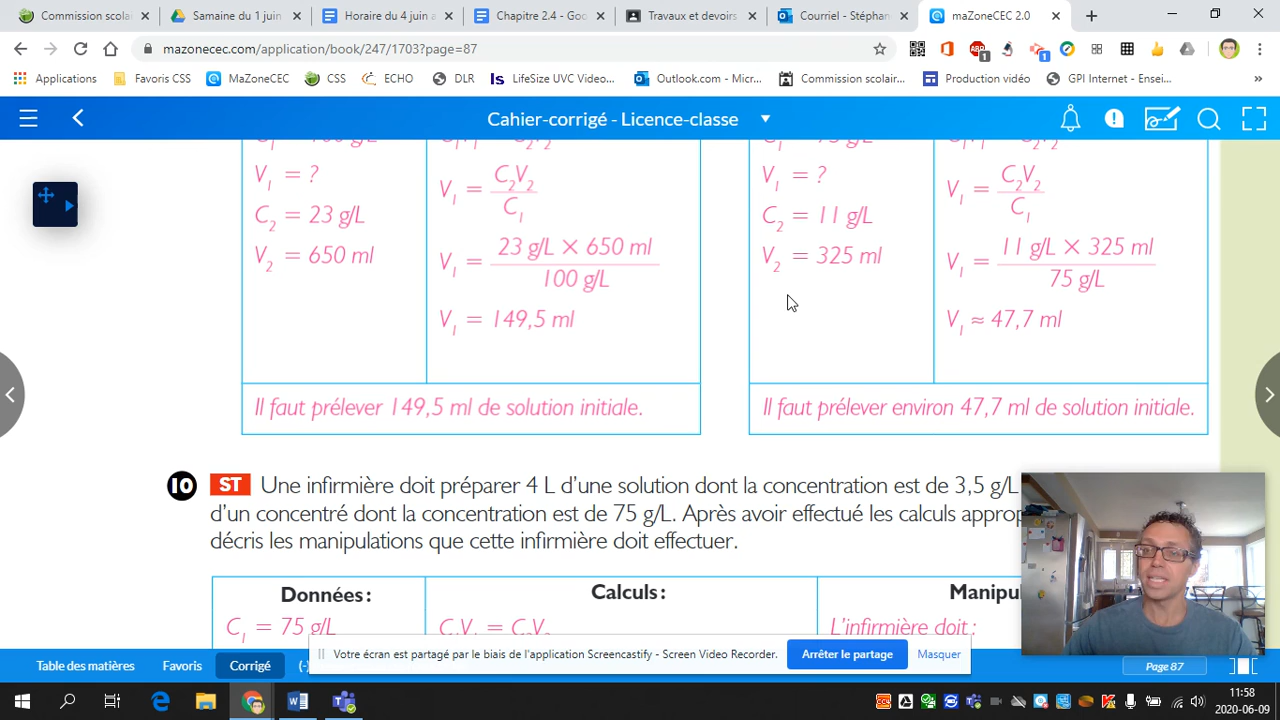 Commission scolai
Samaine du 1 juin
Horaire du 4 juin a
Chapitre 2.4 - Goo
Travaux et devoirs
Courriel - Stéphan
maZoneCEC 2.0
mazonecec.com/application/book/247/1703?page=87
Applications
Favoris CSS
MaZoneCEC
CSS
ECHO
DLR
LifeSize UVC Video...
Outlook.com - Micr...
Commission scolair...
Production vidéo
GPI Internet - Ensei...
»
Cahier-corrigé - Licence-classe
V₁ = ?
C₂ = 23 g/L
V₂ = 650 ml
V₁ = C₂V₂ / C₁
V₁ = 23 g/L × 650 ml / 100 g/L
V₁ = 149,5 ml
Il faut prélever 149,5 ml de solution initiale.
V₁ = ?
C₂ = 11 g/L
V₂ = 325 ml
V₁ = C₂V₂ / C₁
V₁ = 11 g/L × 325 ml / 75 g/L
V₁ ≈ 47,7 ml
Il faut prélever environ 47,7 ml de solution initiale.
10 ST Une infirmière doit préparer 4 L d'une solution dont la concentration est de 3,5 g/L
d'un concentré dont la concentration est de 75 g/L. Après avoir effectué les calculs approp
décris les manipulations que cette infirmière doit effectuer.
Données :
C₁ = 75 g/L
Calculs :
C₁V₁ = C₂V₂
Manipul
L'infirmière doit :
Votre écran est partagé par le biais de l'application Screencastify - Screen Video Recorder.
Arrêter le partage
Masquer
Table des matières
Favoris
Corrigé
(-)
Page 87
11:58
2020-06-09